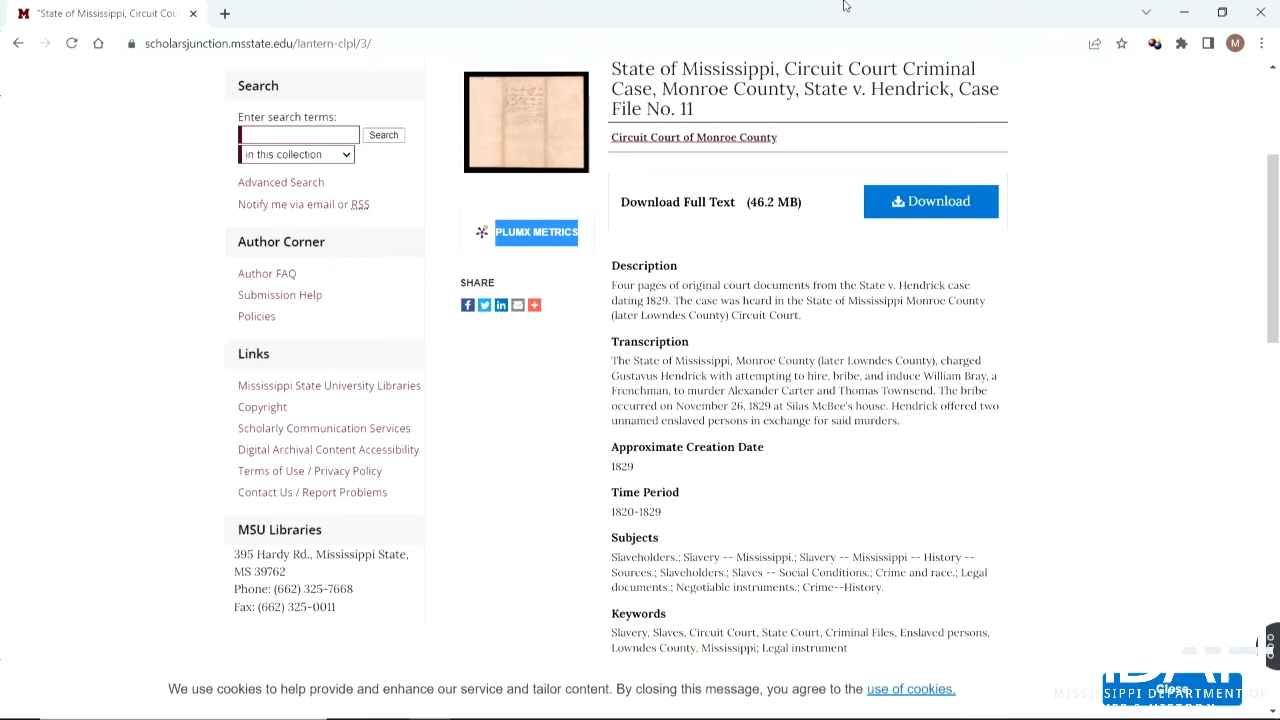 "State of Mississippi, Circuit Cou
scholarsjunction.msstate.edu/lantern-clpl/3/
M
Search
Enter search terms:
Search
in this collection
Advanced Search
Notify me via email or RSS
Author Corner
Author FAQ
Submission Help
Policies
Links
Mississippi State University Libraries
Copyright
Scholarly Communication Services
Digital Archival Content Accessibility
Terms of Use / Privacy Policy
Contact Us / Report Problems
MSU Libraries
395 Hardy Rd., Mississippi State,
MS 39762
Phone: (662) 325-7668
Fax: (662) 325-0011
PLUMX METRICS
SHARE
State of Mississippi, Circuit Court Criminal
Case, Monroe County, State v. Hendrick, Case
File No. 11
Circuit Court of Monroe County
Download Full Text (46.2 MB)
Download
Description
Four pages of original court documents from the State v. Hendrick case
dating 1829. The case was heard in the State of Mississippi Monroe County
(later Lowndes County) Circuit Court.
Transcription
The State of Mississippi, Monroe County (later Lowndes County), charged
Gustavus Hendrick with attempting to hire, bribe, and induce William Bray, a
Frenchman, to murder Alexander Carter and Thomas Townsend. The bribe
occurred on November 26, 1829 at Silas McBee's house. Hendrick offered two
unnamed enslaved persons in exchange for said murders.
Approximate Creation Date
1829
Time Period
1820-1829
Subjects
Slaveholders.; Slavery -- Mississippi.; Slavery -- Mississippi -- History --
Sources.; Slaveholders.; Slaves -- Social Conditions.; Crime and race.; Legal
documents.; Negotiable instruments.; Crime--History.
Keywords
Slavery, Slaves, Circuit Court, State Court, Criminal Files, Enslaved persons,
Lowndes County, Mississippi; Legal instrument
We use cookies to help provide and enhance our service and tailor content. By closing this message, you agree to the use of cookies.
Close
MISSISSIPPI DEPARTMENT OF
& HISTORY